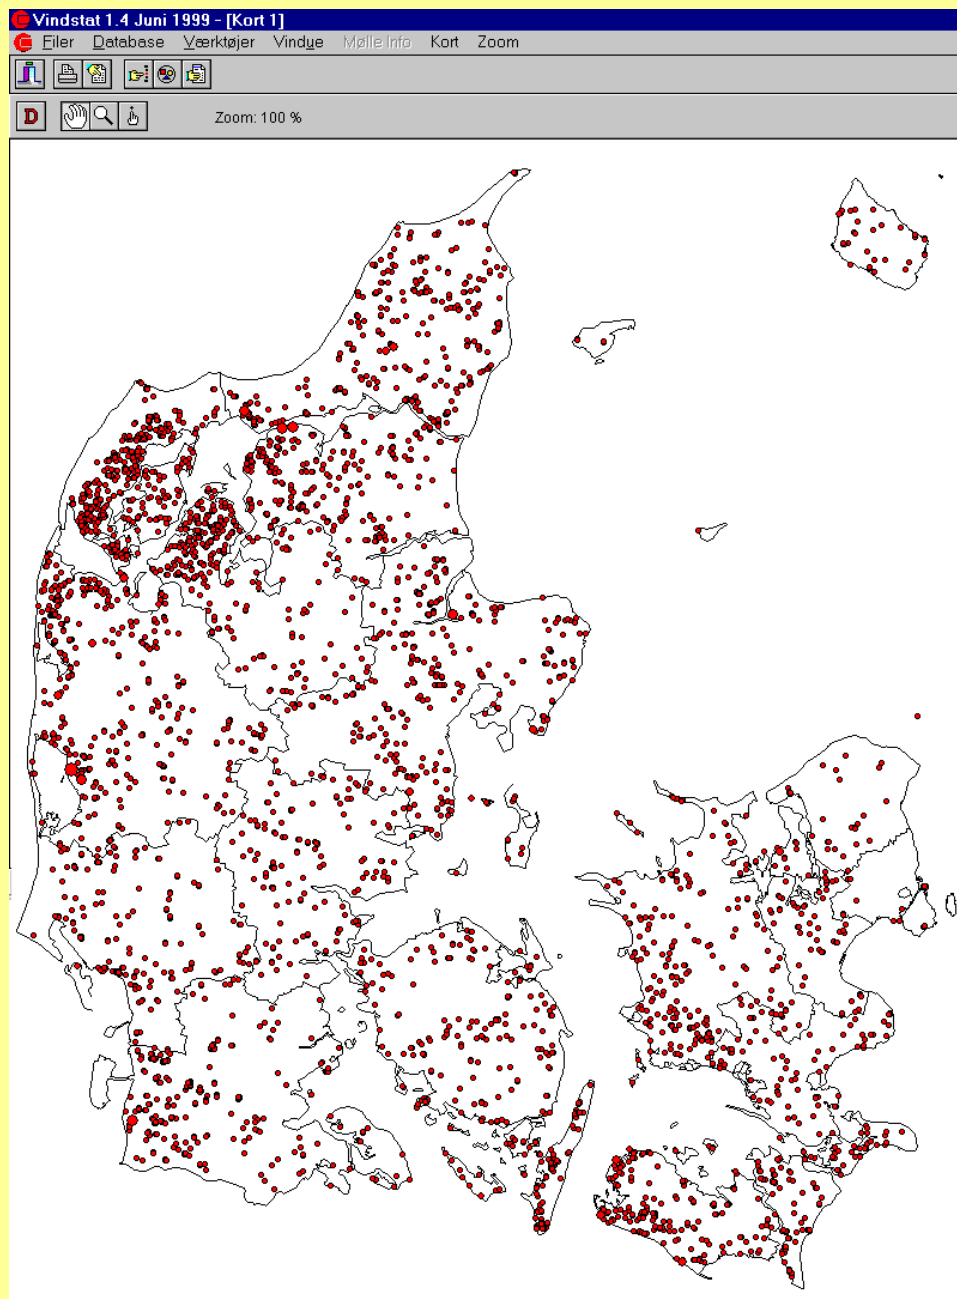 Vindstat 1.4 Juni 1999 - [Kort 1]
Filer Database Værktøjer Vindue Mølle Info Kort Zoom
D Zoom: 100 %